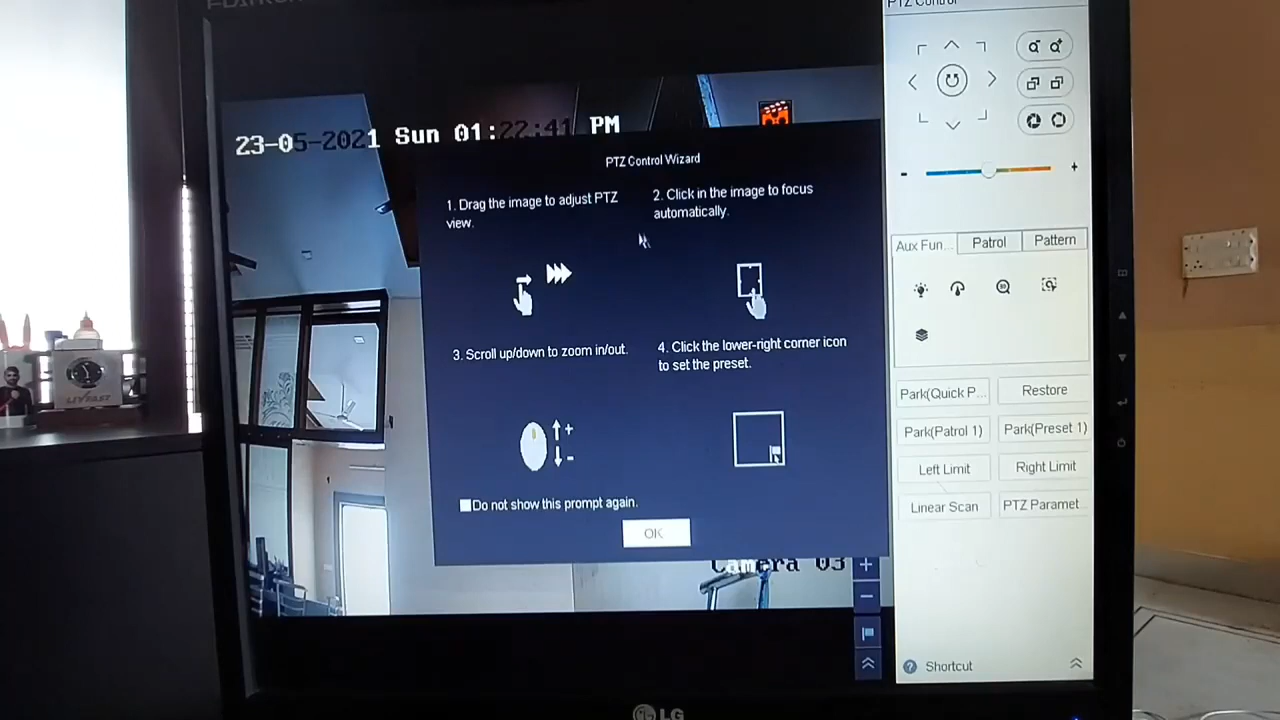 PTZ Control
23-05-2021 Sun 01:22:41 PM
PTZ Control Wizard
1. Drag the image to adjust PTZ
view.
2. Click in the image to focus
automatically.
3. Scroll up/down to zoom in/out.
4. Click the lower-right corner icon
to set the preset.
Do not show this prompt again.
OK
Camera 03
- +
Aux Fun... Patrol Pattern
Park(Quick P... Restore
Park(Patrol 1) Park(Preset 1)
Left Limit Right Limit
Linear Scan PTZ Paramet...
Shortcut
LIVFAST
LG